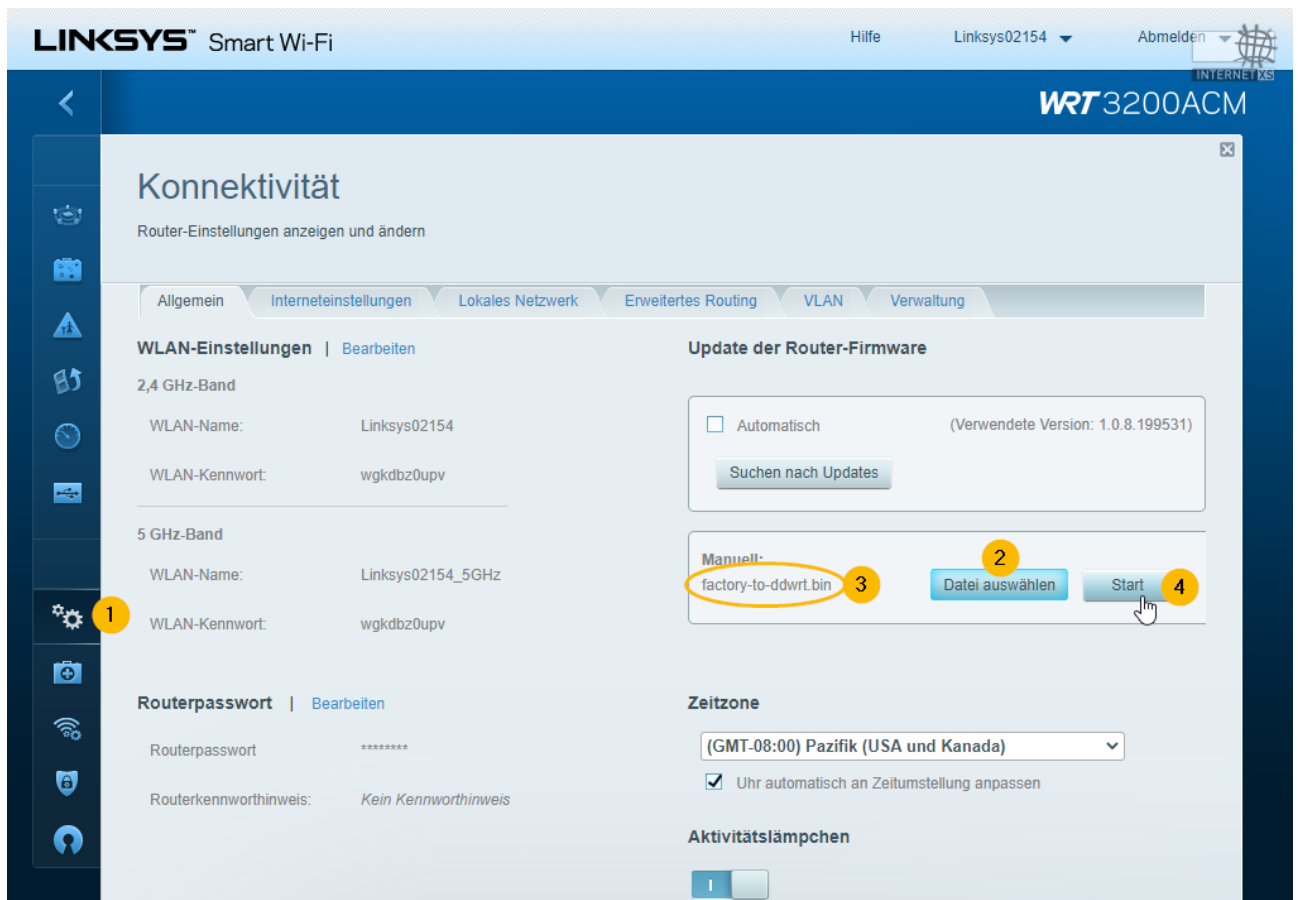 LINKSYS™ Smart Wi-Fi
Hilfe
Linksys02154
Abmelden
INTERNET XS
WRT3200ACM
Konnektivität
Router-Einstellungen anzeigen und ändern
Allgemein
Interneteinstellungen
Lokales Netzwerk
Erweitertes Routing
VLAN
Verwaltung
WLAN-Einstellungen | Bearbeiten
2,4 GHz-Band
WLAN-Name: Linksys02154
WLAN-Kennwort: wgkdbz0upv
5 GHz-Band
WLAN-Name: Linksys02154_5GHz
1
WLAN-Kennwort: wgkdbz0upv
Routerpasswort | Bearbeiten
Routerpasswort ********
Routerkennworthinweis: Kein Kennworthinweis
Update der Router-Firmware
Automatisch (Verwendete Version: 1.0.8.199531)
Suchen nach Updates
Manuell:
2
factory-to-ddwrt.bin 3 Datei auswählen Start 4
Zeitzone
(GMT-08:00) Pazifik (USA und Kanada)
Uhr automatisch an Zeitumstellung anpassen
Aktivitätslämpchen
I